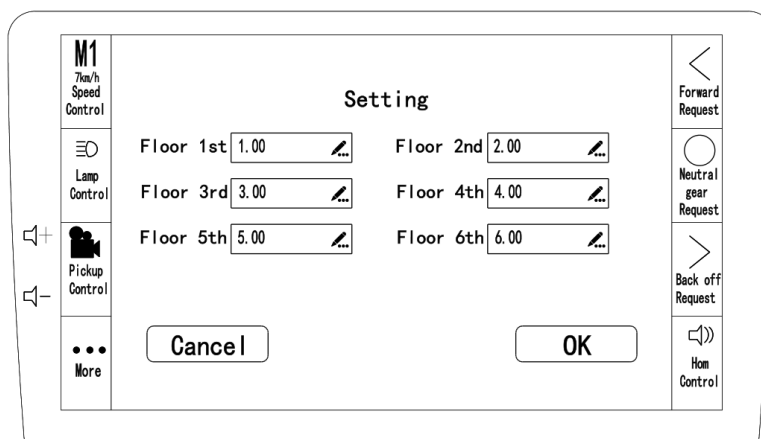 M1
7km/h
Speed
Control
Lamp
Control
Pickup
Control
More
Setting
Floor 1st 1.00 Floor 2nd 2.00
Floor 3rd 3.00 Floor 4th 4.00
Floor 5th 5.00 Floor 6th 6.00
Cancel OK
Forward
Request
Neutral
gear
Request
Back off
Request
Hom
Control